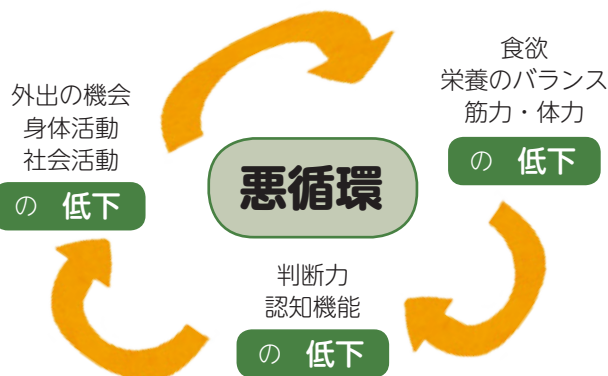 外出の機会
身体活動
社会活動
の 低下
悪循環
食欲
栄養のバランス
筋力・体力
の 低下
判断力
認知機能
の 低下